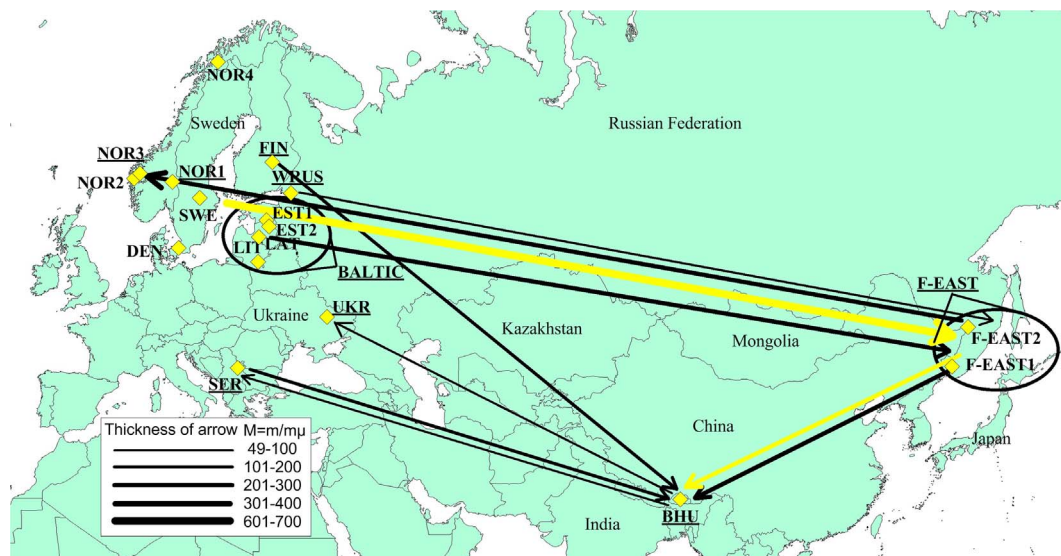 NOR4
Sweden
Russian Federation
NOR3
FIN
NOR1
WRUS
NOR2
SWE
EST1
EST2
DEN
LIT
LAT
BALTIC
F-EAST
UKR
Ukraine
Kazakhstan
Mongolia
F-EAST2
F-EAST1
SER
China
Japan
BHU
India
Thickness of arrow M=m/mμ
49-100
101-200
201-300
301-400
601-700